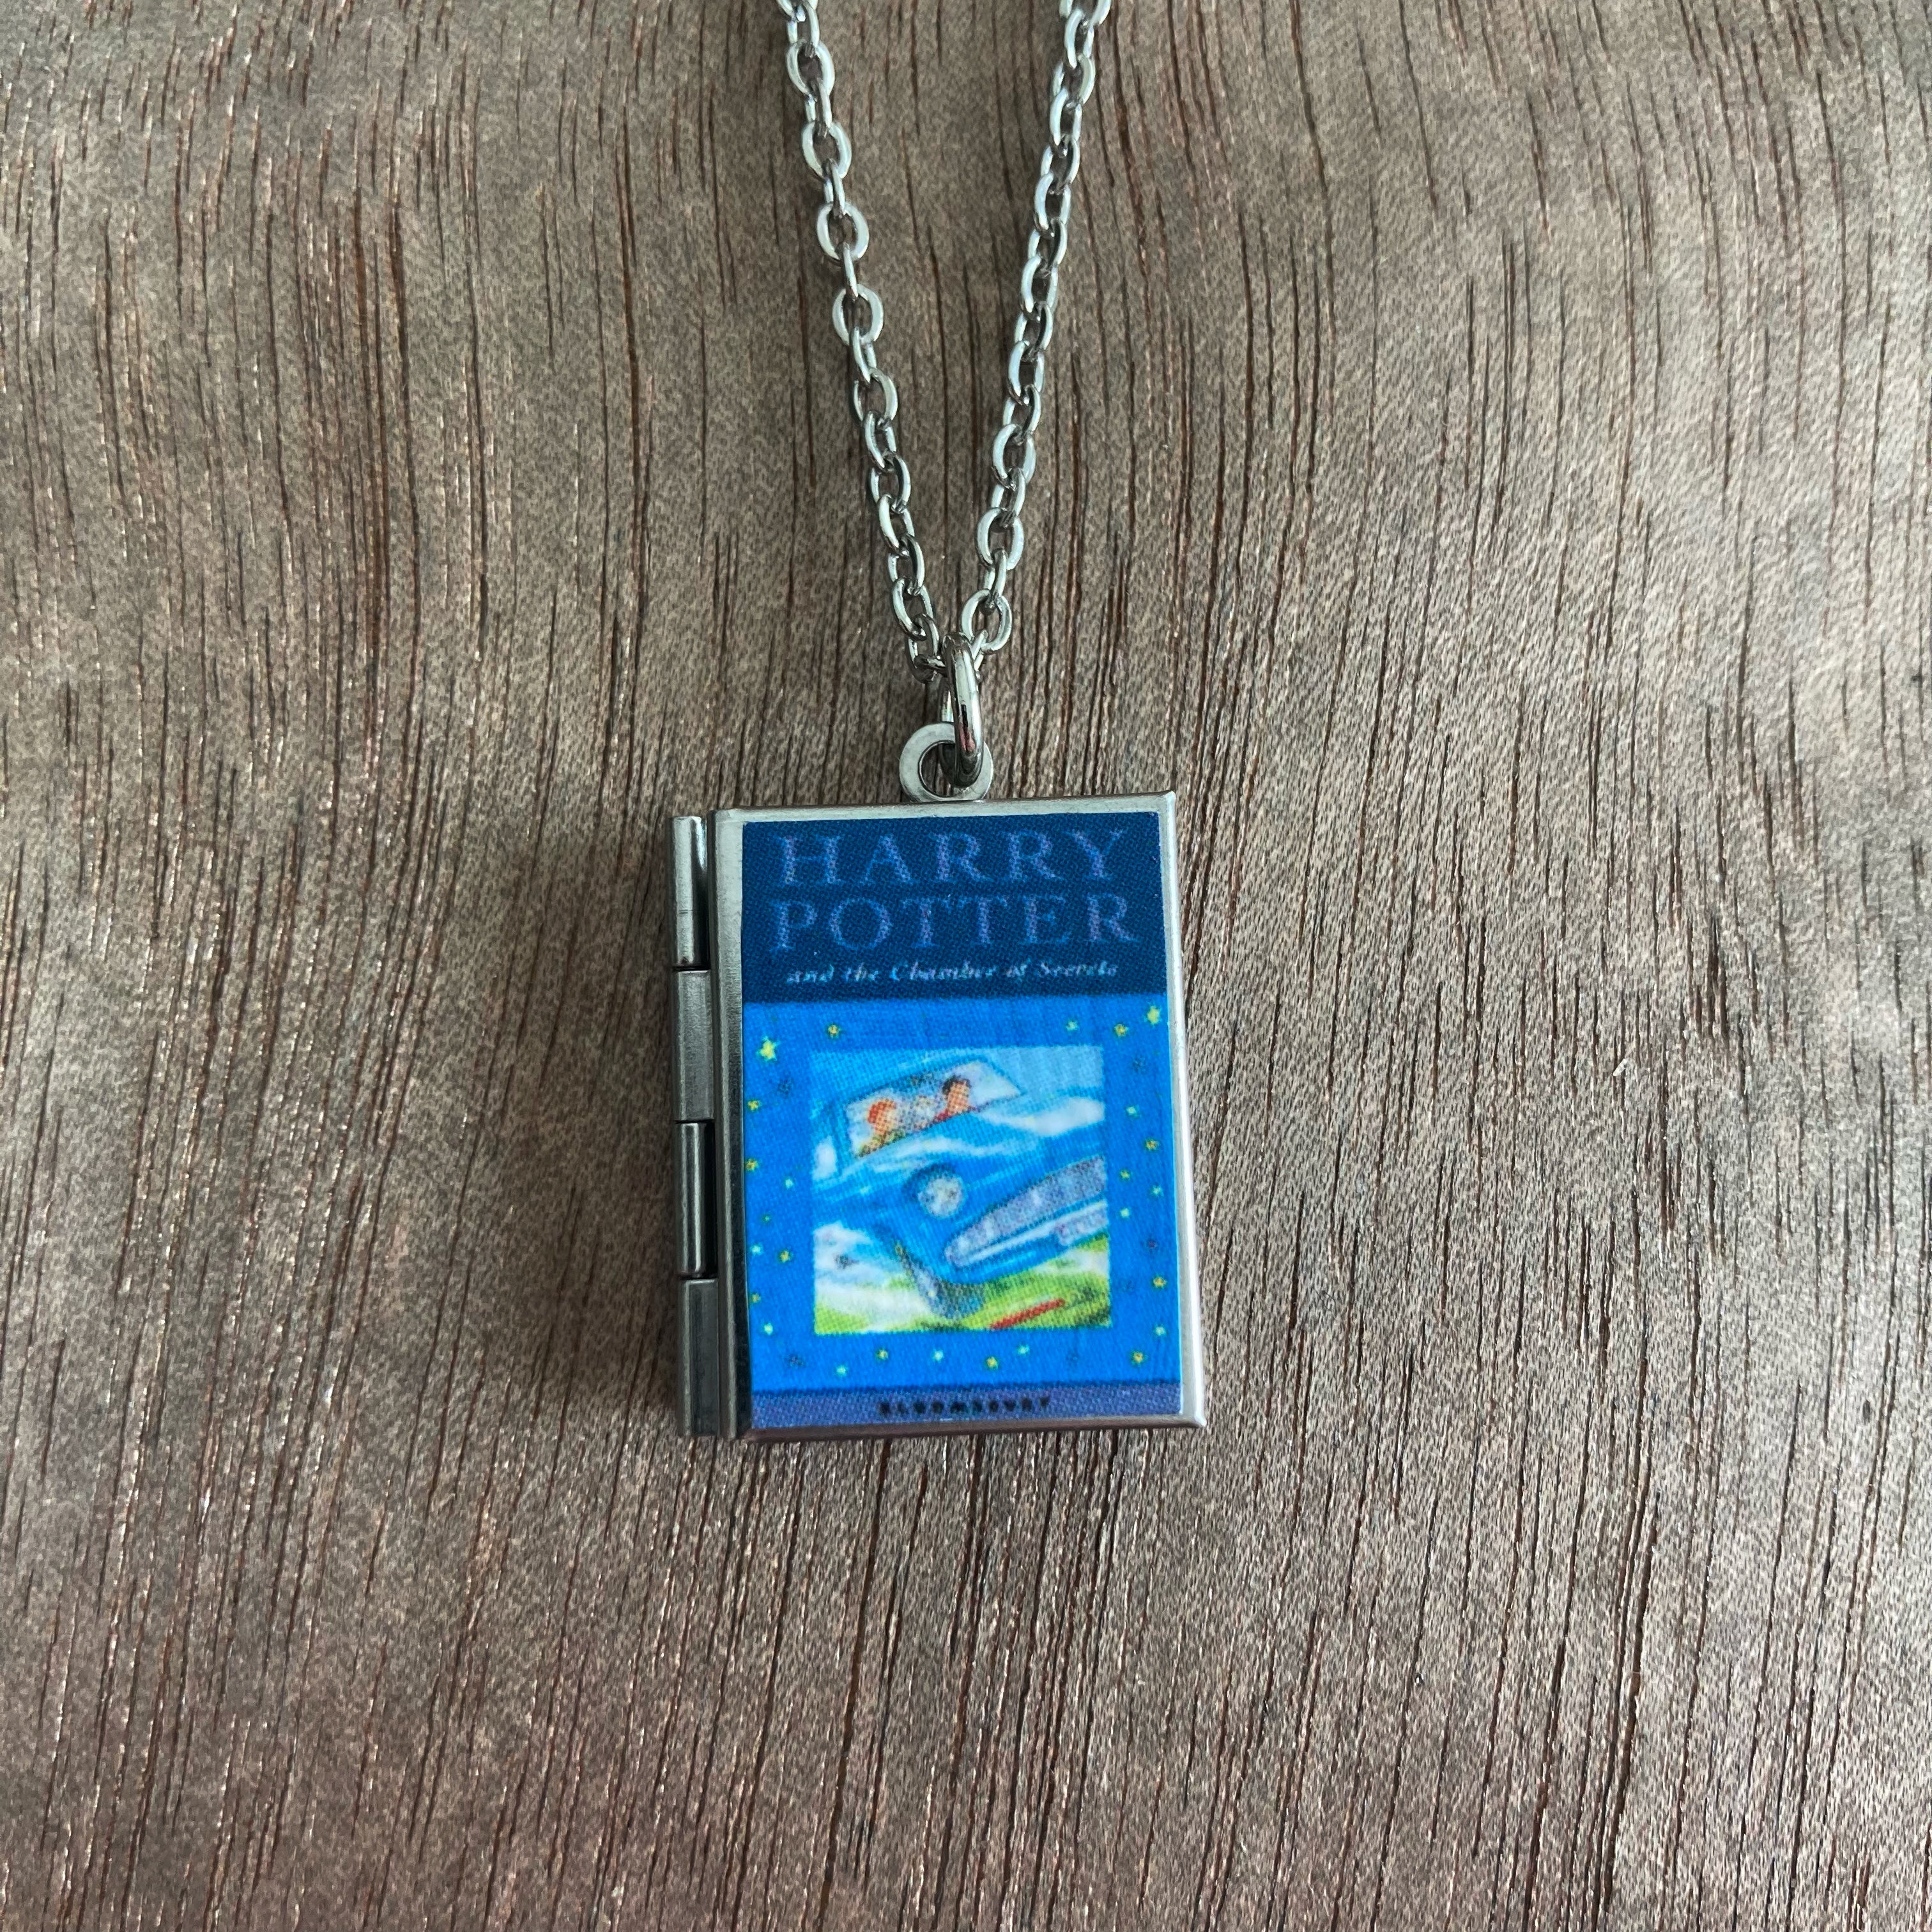 HARRY
POTTER
and the Chamber of Secrets
BLOOMSBURY